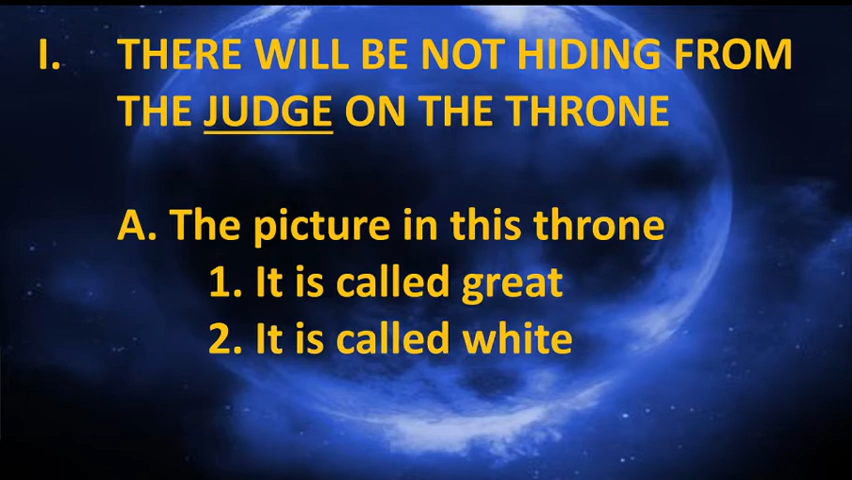 I. THERE WILL BE NOT HIDING FROM
THE JUDGE ON THE THRONE
A. The picture in this throne
1. It is called great
2. It is called white